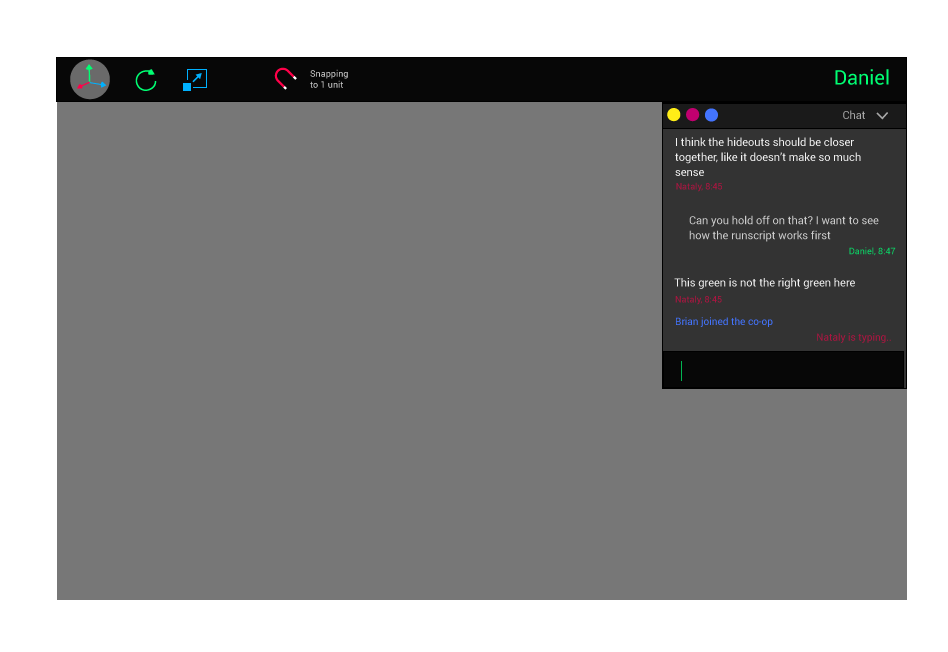 Snapping
to 1 unit
Daniel
Chat
I think the hideouts should be closer
together, like it doesn't make so much
sense
Nataly, 8:45
Can you hold off on that? I want to see
how the runscript works first
Daniel, 8:47
This green is not the right green here
Nataly, 8:45
Brian joined the co-op
Nataly is typing.